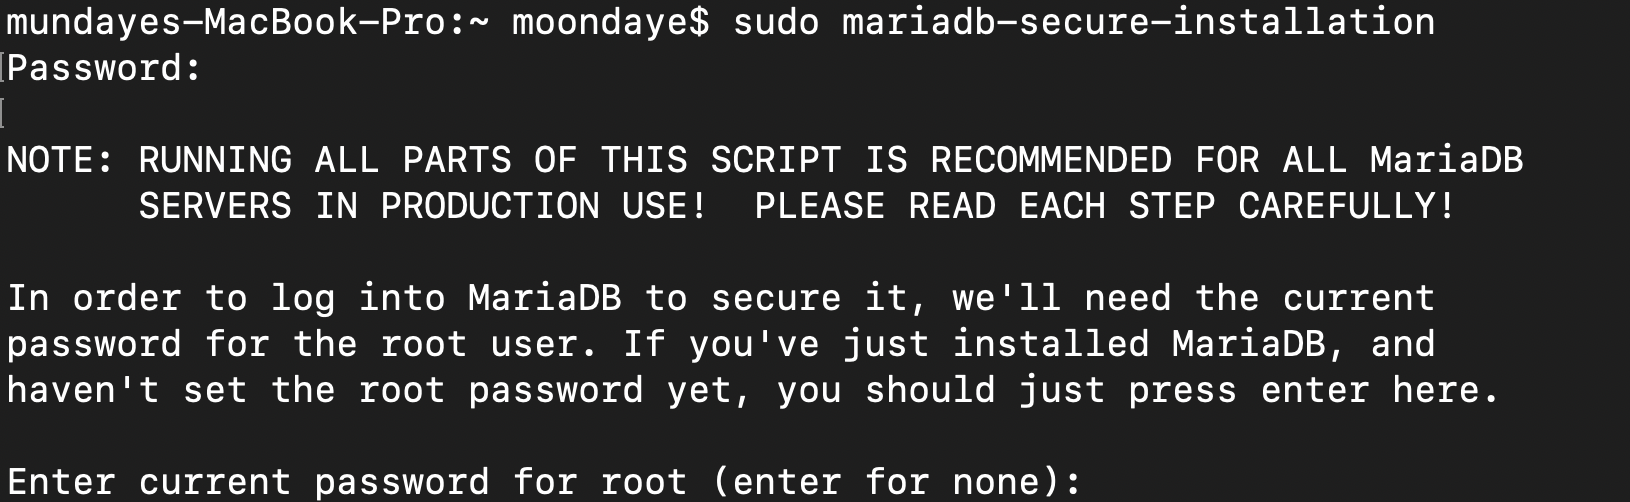 mundayes-MacBook-Pro:~ moondaye$ sudo mariadb-secure-installation
Password:
NOTE: RUNNING ALL PARTS OF THIS SCRIPT IS RECOMMENDED FOR ALL MariaDB
SERVERS IN PRODUCTION USE!  PLEASE READ EACH STEP CAREFULLY!
In order to log into MariaDB to secure it, we'll need the current
password for the root user. If you've just installed MariaDB, and
haven't set the root password yet, you should just press enter here.
Enter current password for root (enter for none):